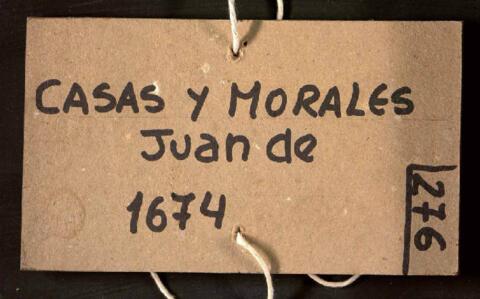 CASAS Y MORALES
Juan de
1674
276